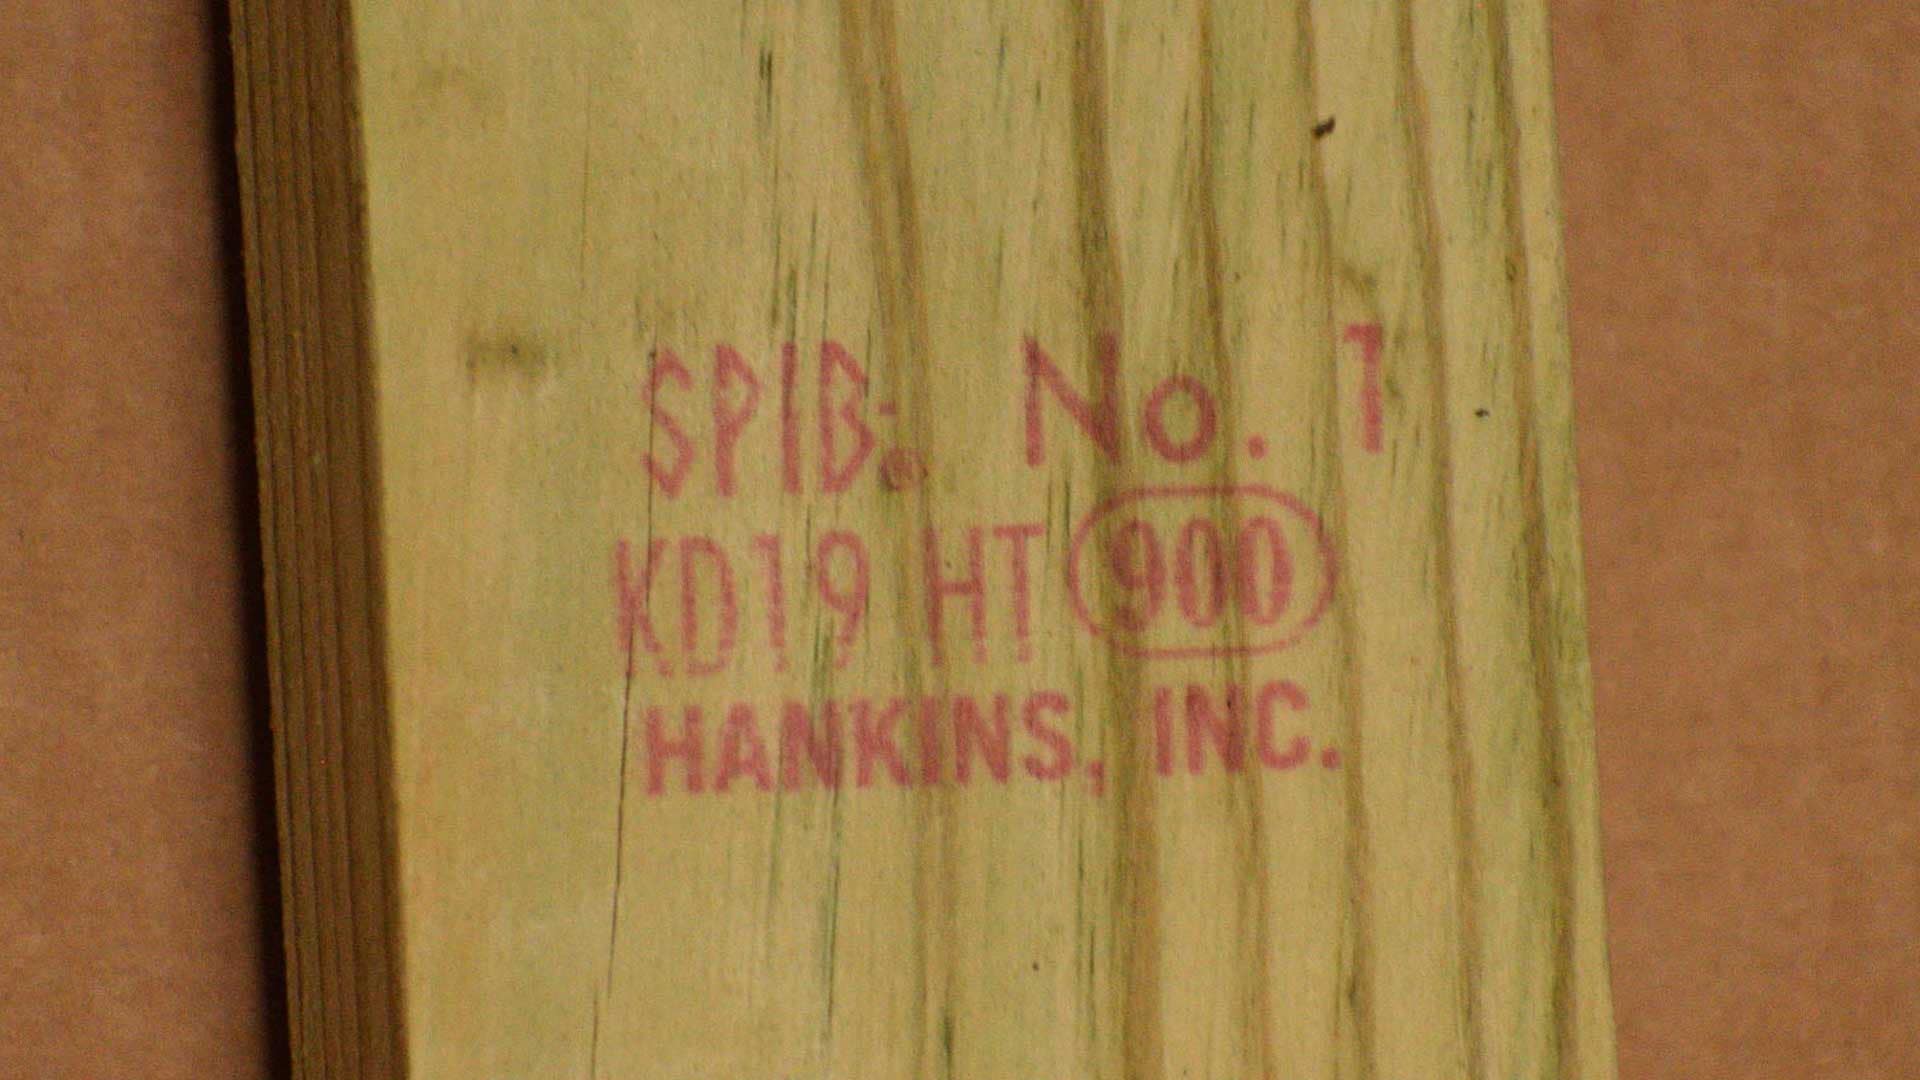 SPIB:® No. 1
KD19 HT 900
HANKINS, INC.